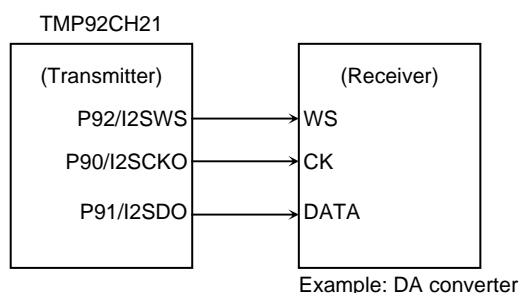 TMP92CH21
(Transmitter) (Receiver)
P92/I2SWS WS
P90/I2SCKO CK
P91/I2SDO DATA
Example: DA converter